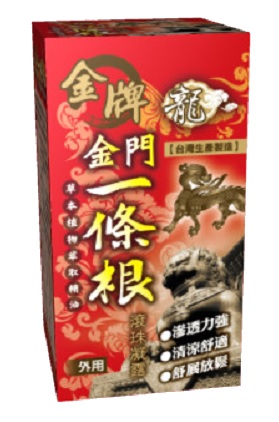 金牌
龍
【台灣生產製造】
金門
一條根
草本植物萃取精油
滾珠凝露
●滲透力強
●清涼舒適
●舒展放鬆
外用